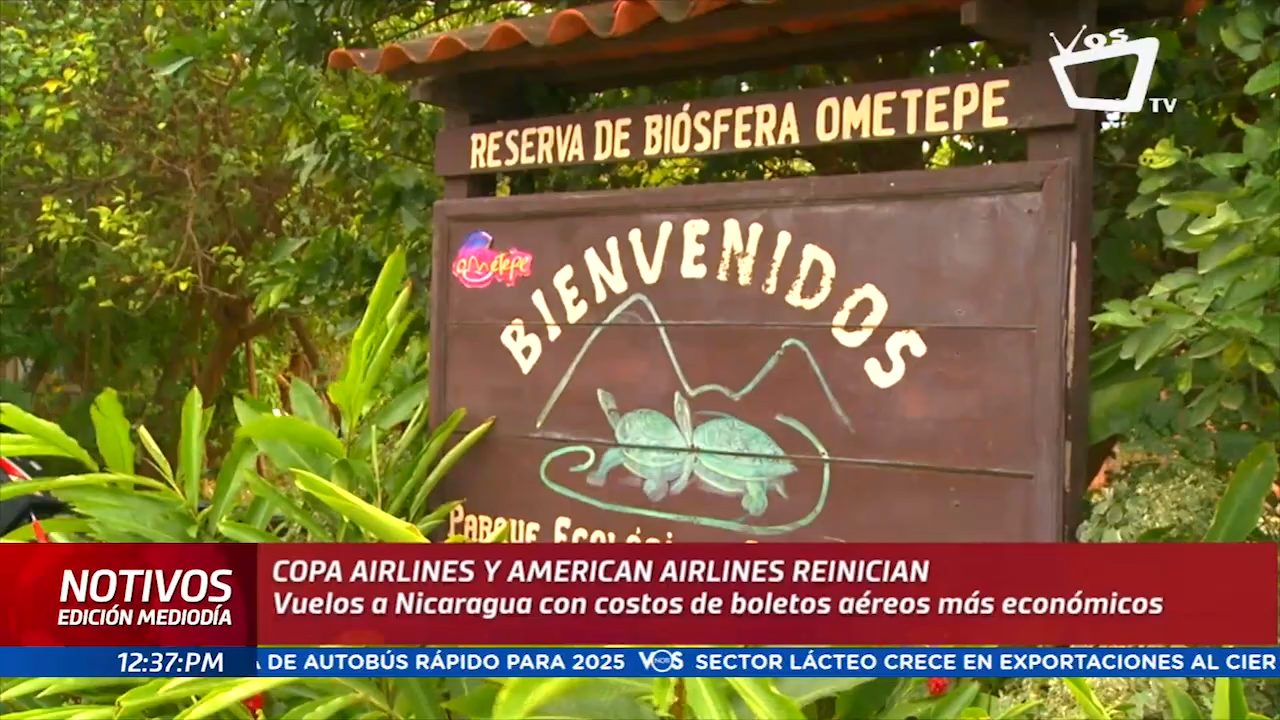 VOS
TV
RESERVA DE BIÓSFERA OMETEPE
ometepe
BIENVENIDOS
PARQUE
NOTIVOS
EDICIÓN MEDIODÍA
COPA AIRLINES Y AMERICAN AIRLINES REINICIAN
Vuelos a Nicaragua con costos de boletos aéreos más económicos
12:37:PM
A DE AUTOBÚS RÁPIDO PARA 2025 VOS NOTI SECTOR LÁCTEO CRECE EN EXPORTACIONES AL CIER